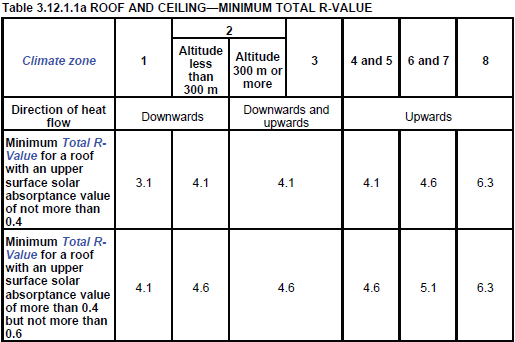 Table 3.12.1.1a ROOF AND CEILING—MINIMUM TOTAL R-VALUE
Climate zone
1
2
Altitude
less
than
300 m
Altitude
300 m or
more
3
4 and 5
6 and 7
8
Direction of heat
flow
Downwards
Downwards and
upwards
Upwards
Minimum Total R-
Value for a roof
with an upper
surface solar
absorptance value
of not more than
0.4
3.1
4.1
4.1
4.1
4.6
6.3
Minimum Total R-
Value for a roof
with an upper
surface solar
absorptance value
of more than 0.4
but not more than
0.6
4.1
4.6
4.6
4.6
5.1
6.3